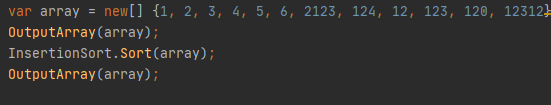 var array = new[] {1, 2, 3, 4, 5, 6, 2123, 124, 12, 123, 120, 12312}
OutputArray(array);
InsertionSort.Sort(array);
OutputArray(array);